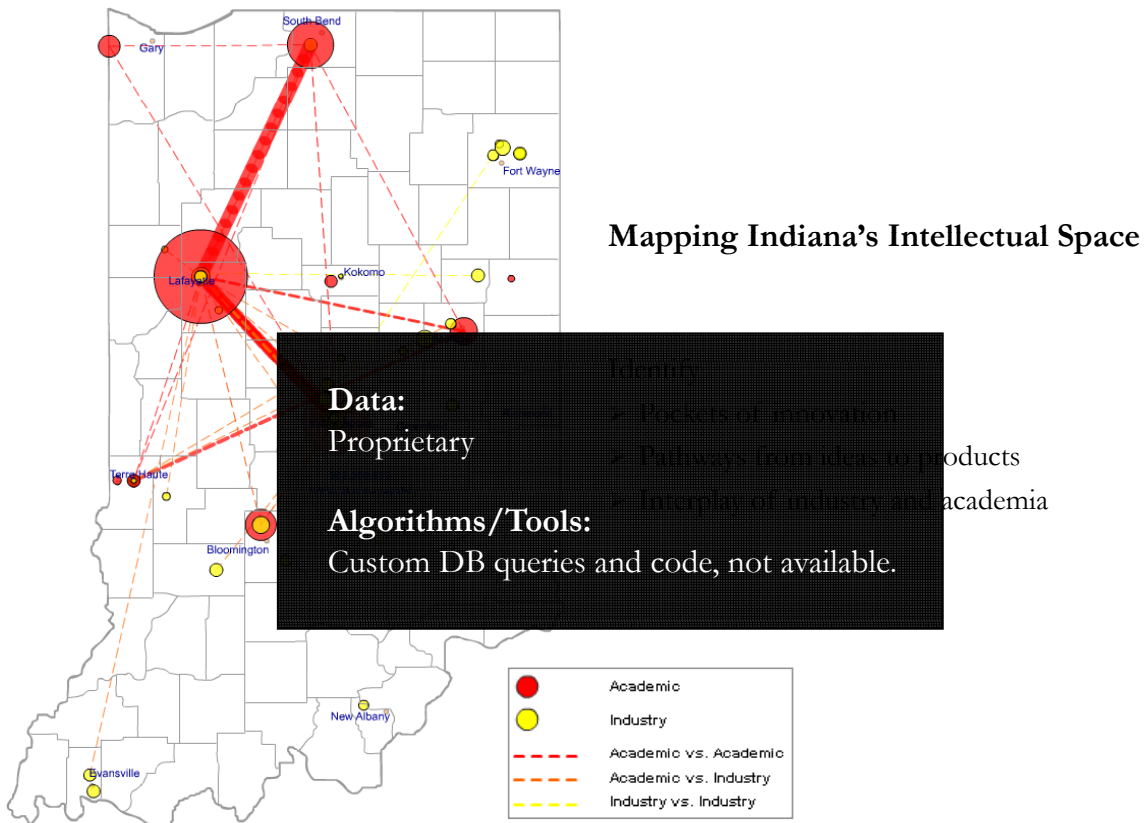 South Bend
Gary
Fort Wayne
Mapping Indiana's Intellectual Space
Kokomo
Lafayette
Identify
Pockets of innovation
Data:
Proprietary
Pathways from ideas to products
Interplay of industry and academia
Terre Haute
Algorithms/Tools:
Custom DB queries and code, not available.
Bloomington
Academic
Industry
New Albany
Academic vs. Academic
Academic vs. Industry
Industry vs. Industry
Evansville